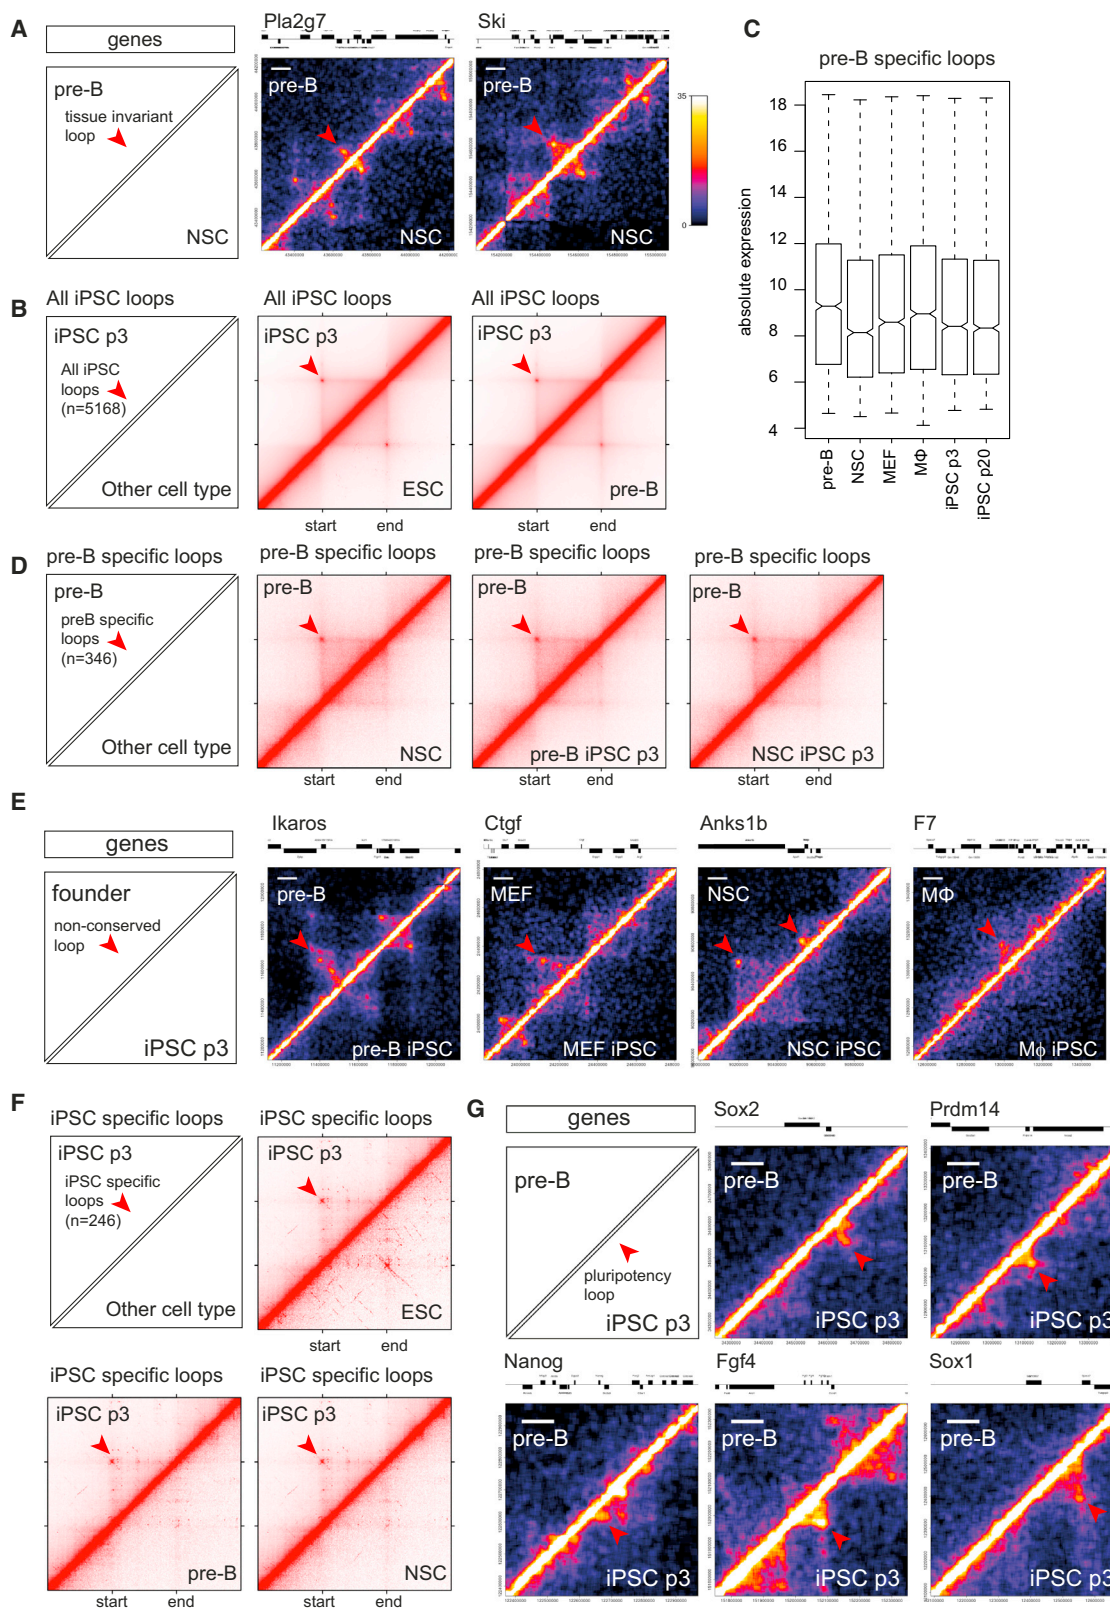 A
genes
pre-B
tissue invariant
loop
NSC
Pla2g7
pre-B
NSC
Ski
pre-B
NSC
35
0
C
pre-B specific loops
absolute expression
18
16
14
12
10
8
6
4
pre-B
NSC
MEF
MΦ
iPSC p3
iPSC p20
B
All iPSC loops
iPSC p3
All iPSC
loops
(n=5168)
Other cell type
All iPSC loops
iPSC p3
ESC
start
end
All iPSC loops
iPSC p3
pre-B
start
end
D
pre-B specific loops
pre-B
preB specific
loops
(n=346)
Other cell type
pre-B specific loops
pre-B
NSC
start
end
pre-B specific loops
pre-B
pre-B iPSC p3
start
end
pre-B specific loops
pre-B
NSC iPSC p3
start
end
E
genes
founder
non-conserved
loop
iPSC p3
Ikaros
pre-B
pre-B iPSC
Ctgf
MEF
MEF iPSC
Anks1b
NSC
NSC iPSC
F7
MΦ
Mϕ iPSC
F
iPSC specific loops
iPSC p3
iPSC specific
loops
(n=246)
Other cell type
iPSC specific loops
iPSC p3
ESC
start
end
iPSC specific loops
iPSC p3
pre-B
start
end
iPSC specific loops
iPSC p3
NSC
start
end
G
genes
pre-B
pluripotency
loop
iPSC p3
Sox2
pre-B
iPSC p3
Prdm14
pre-B
iPSC p3
Nanog
pre-B
iPSC p3
Fgf4
pre-B
iPSC p3
Sox1
pre-B
iPSC p3